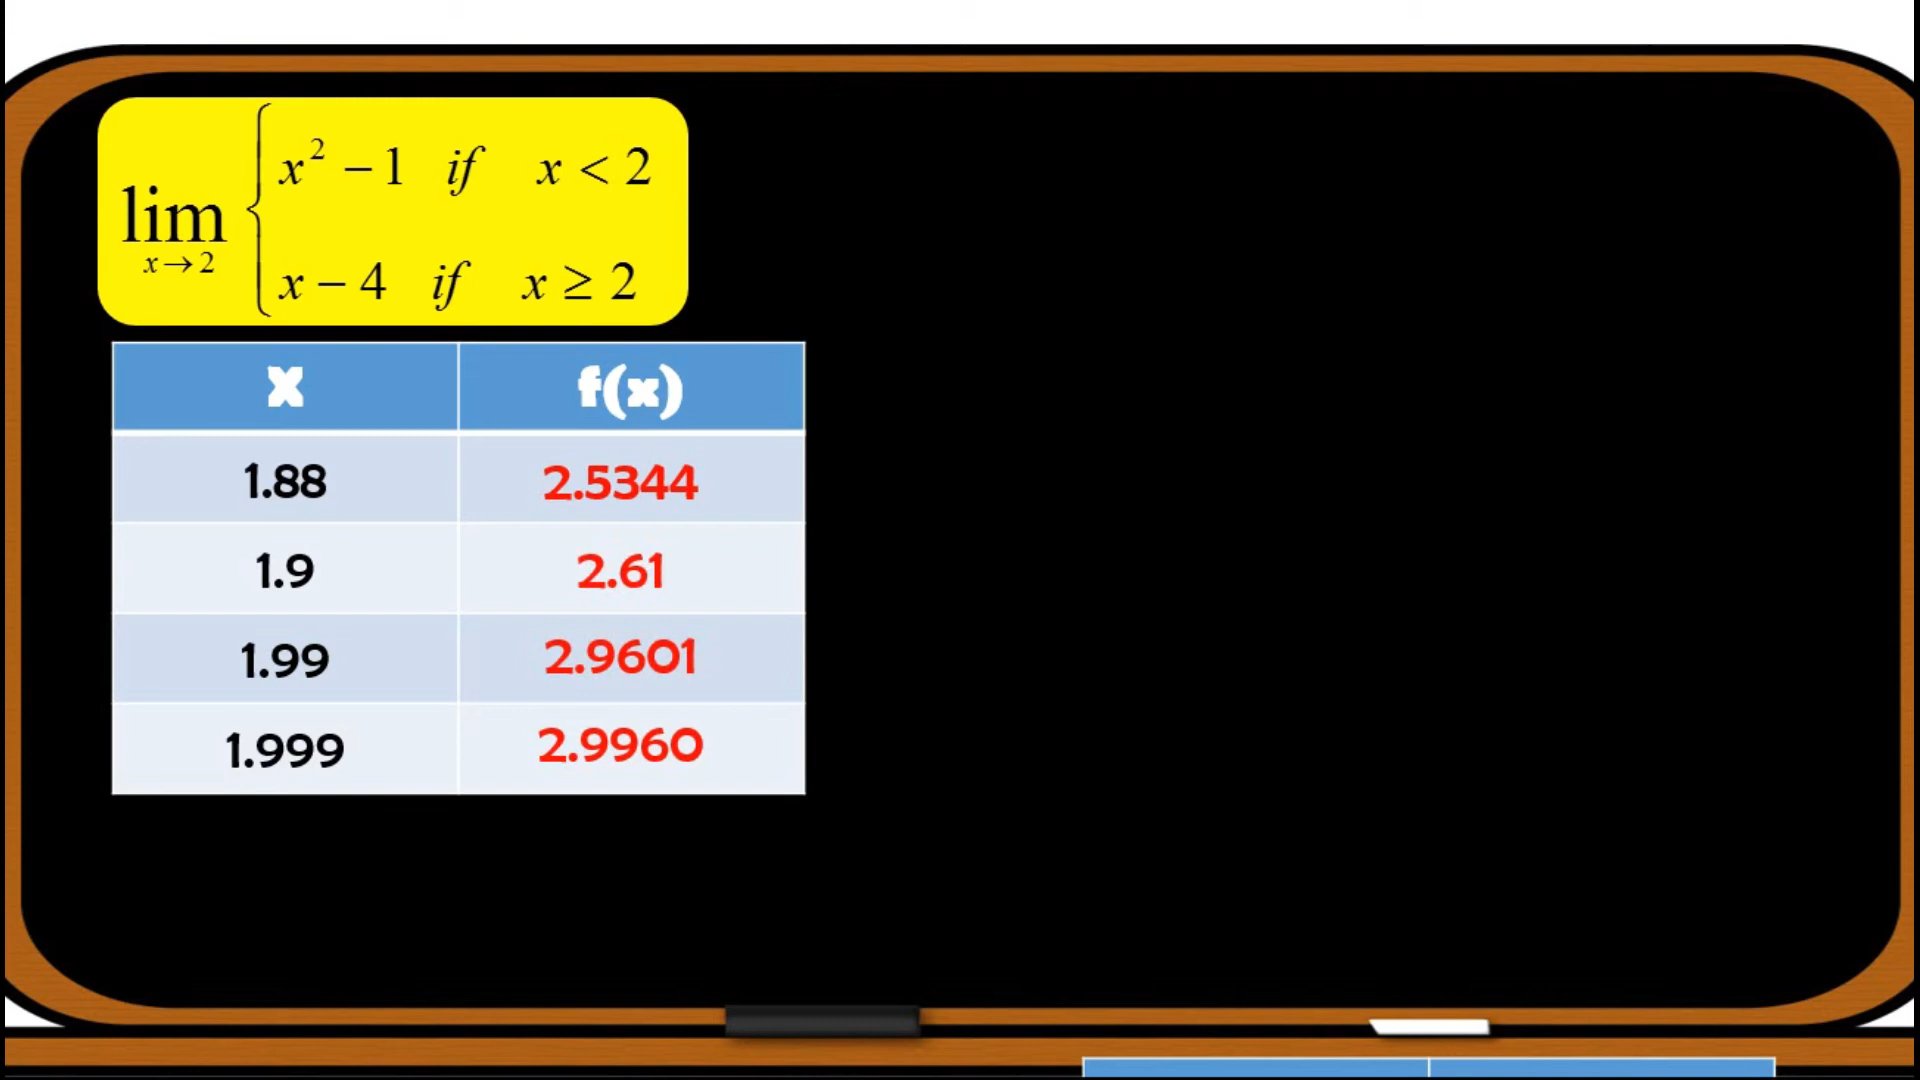 x² − 1 if x < 2
lim
x→2
x − 4 if x ≥ 2
X f(x)
1.88 2.5344
1.9 2.61
1.99 2.9601
1.999 2.9960